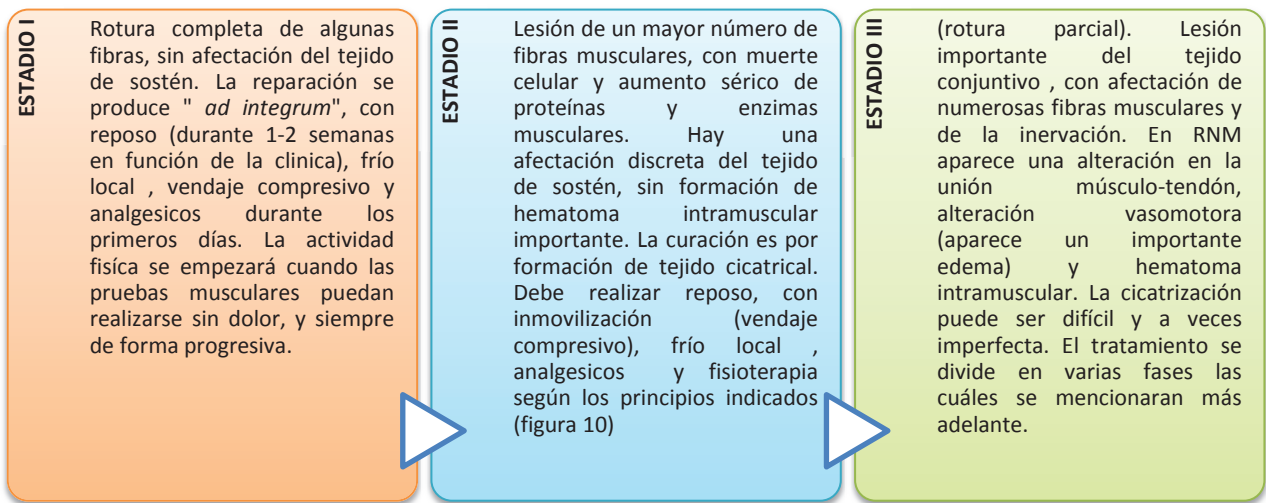 ESTADIO I
Rotura completa de algunas
fibras, sin afectación del tejido
de sostén. La reparación se
produce " ad integrum", con
reposo (durante 1-2 semanas
en función de la clinica), frío
local , vendaje compresivo y
analgesicos durante los
primeros días. La actividad
fisíca se empezará cuando las
pruebas musculares puedan
realizarse sin dolor, y siempre
de forma progresiva.
ESTADIO II
Lesión de un mayor número de
fibras musculares, con muerte
celular y aumento sérico de
proteínas y enzimas
musculares. Hay una
afectación discreta del tejido
de sostén, sin formación de
hematoma intramuscular
importante. La curación es por
formación de tejido cicatrical.
Debe realizar reposo, con
inmovilización (vendaje
compresivo), frío local ,
analgesicos y fisioterapia
según los principios indicados
(figura 10)
ESTADIO III
(rotura parcial). Lesión
importante del tejido
conjuntivo , con afectación de
numerosas fibras musculares y
de la inervación. En RNM
aparece una alteración en la
unión músculo-tendón,
alteración vasomotora
(aparece un importante
edema) y hematoma
intramuscular. La cicatrización
puede ser difícil y a veces
imperfecta. El tratamiento se
divide en varias fases las
cuáles se mencionaran más
adelante.